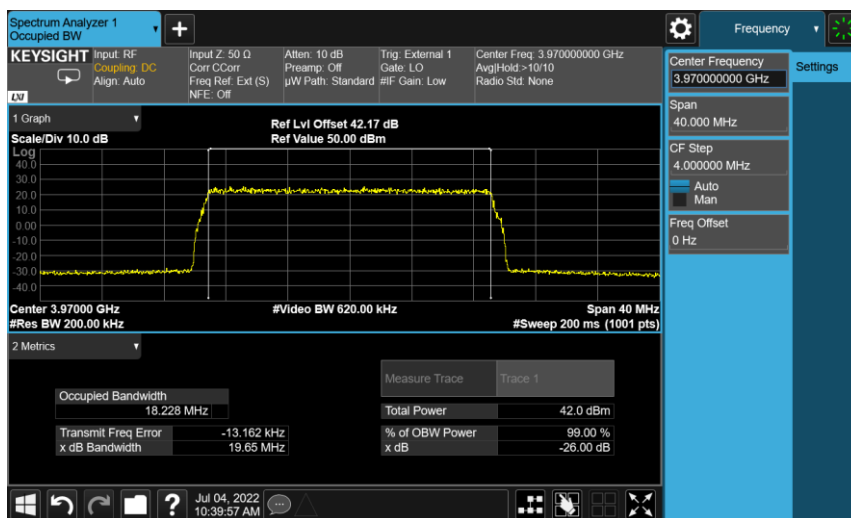 Spectrum Analyzer 1
Occupied BW
+
Frequency
KEYSIGHT
LXI
Input: RF
Coupling: DC
Align: Auto
Input Z: 50 Ω
Corr CCorr
Freq Ref: Ext (S)
NFE: Off
Atten: 10 dB
Preamp: Off
µW Path: Standard
Trig: External 1
Gate: LO
#IF Gain: Low
Center Freq: 3.970000000 GHz
Avg|Hold:>10/10
Radio Std: None
1 Graph
Scale/Div 10.0 dB
Ref Lvl Offset 42.17 dB
Ref Value 50.00 dBm
Log
40.0
30.0
20.0
10.0
0.00
-10.0
-20.0
-30.0
-40.0
Center 3.97000 GHz
#Video BW 620.00 kHz
Span 40 MHz
#Res BW 200.00 kHz
#Sweep 200 ms (1001 pts)
2 Metrics
Measure Trace
Trace 1
Occupied Bandwidth
18.228 MHz
Total Power
42.0 dBm
Transmit Freq Error
-13.162 kHz
% of OBW Power
99.00 %
x dB Bandwidth
19.65 MHz
x dB
-26.00 dB
Center Frequency
3.970000000 GHz
Settings
Span
40.000 MHz
CF Step
4.000000 MHz
Auto
Man
Freq Offset
0 Hz
?
Jul 04, 2022
10:39:57 AM